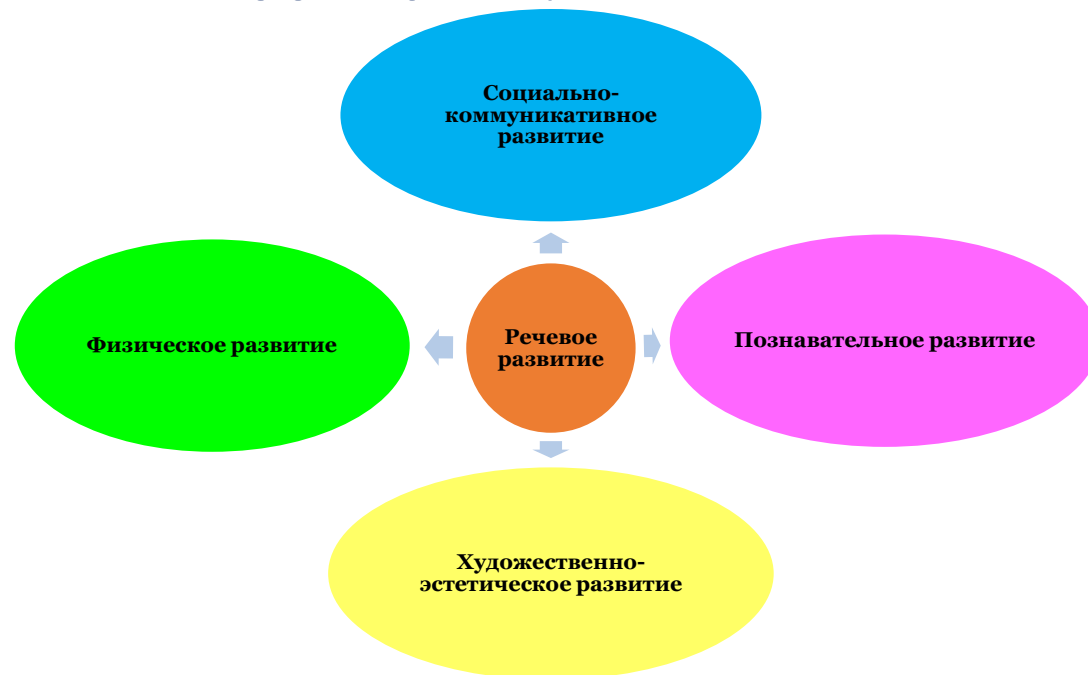 Социально-
коммуникативное
развитие
Физическое развитие
Речевое
развитие
Познавательное развитие
Художественно-
эстетическое развитие